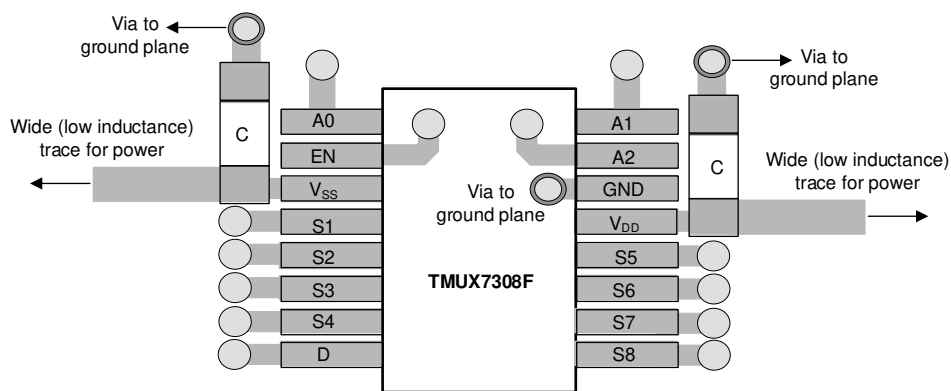 Via to
ground plane
Via to
ground plane
A0
A1
Wide (low inductance)
trace for power
C
EN
A2
C
Wide (low inductance)
trace for power
VSS
Via to
ground plane
GND
S1
VDD
S2
TMUX7308F
S5
S3
S6
S4
S7
D
S8